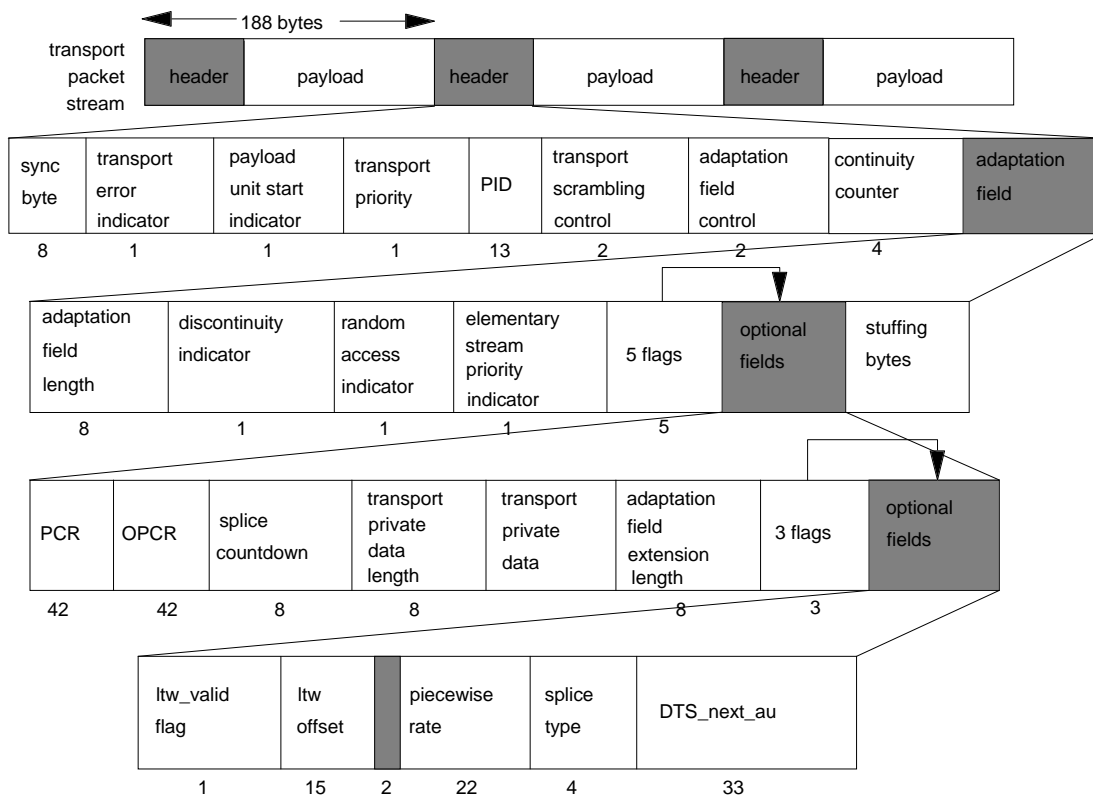 188 bytes
transport
packet
stream
header
payload
header
payload
header
payload
sync
byte
transport
error
indicator
payload
unit start
indicator
transport
priority
PID
transport
scrambling
control
adaptation
field
control
continuity
counter
adaptation
field
8
1
1
1
13
2
2
4
adaptation
field
length
discontinuity
indicator
random
access
indicator
elementary
stream
priority
indicator
5 flags
optional
fields
stuffing
bytes
8
1
1
1
5
PCR
OPCR
splice
countdown
transport
private
data
length
transport
private
data
adaptation
field
extension
length
3 flags
optional
fields
42
42
8
8
8
3
ltw_valid
flag
ltw
offset
piecewise
rate
splice
type
DTS_next_au
1
15
2
22
4
33